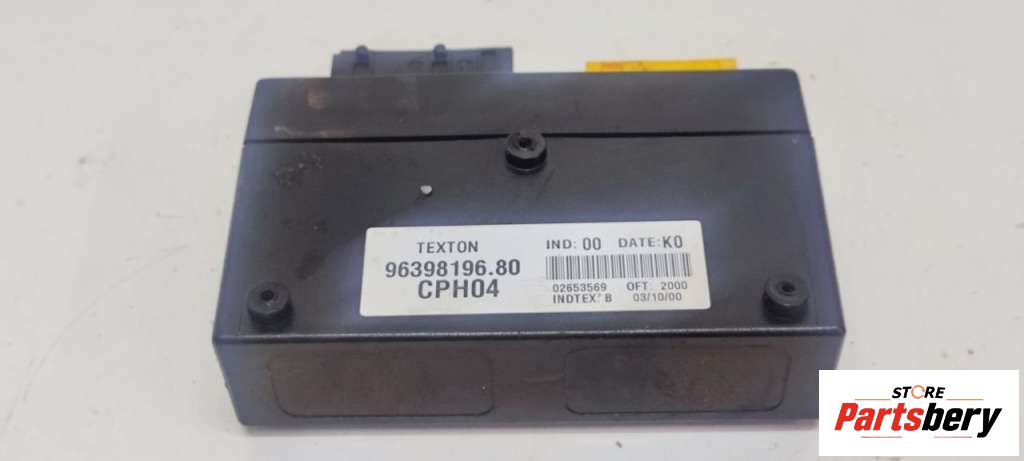 TEXTON IND: 00 DATE: K0
96398196.80
CPH04
02653569 OFT: 2000
INDTEX: B 03/10/00
STORE
Partsbery